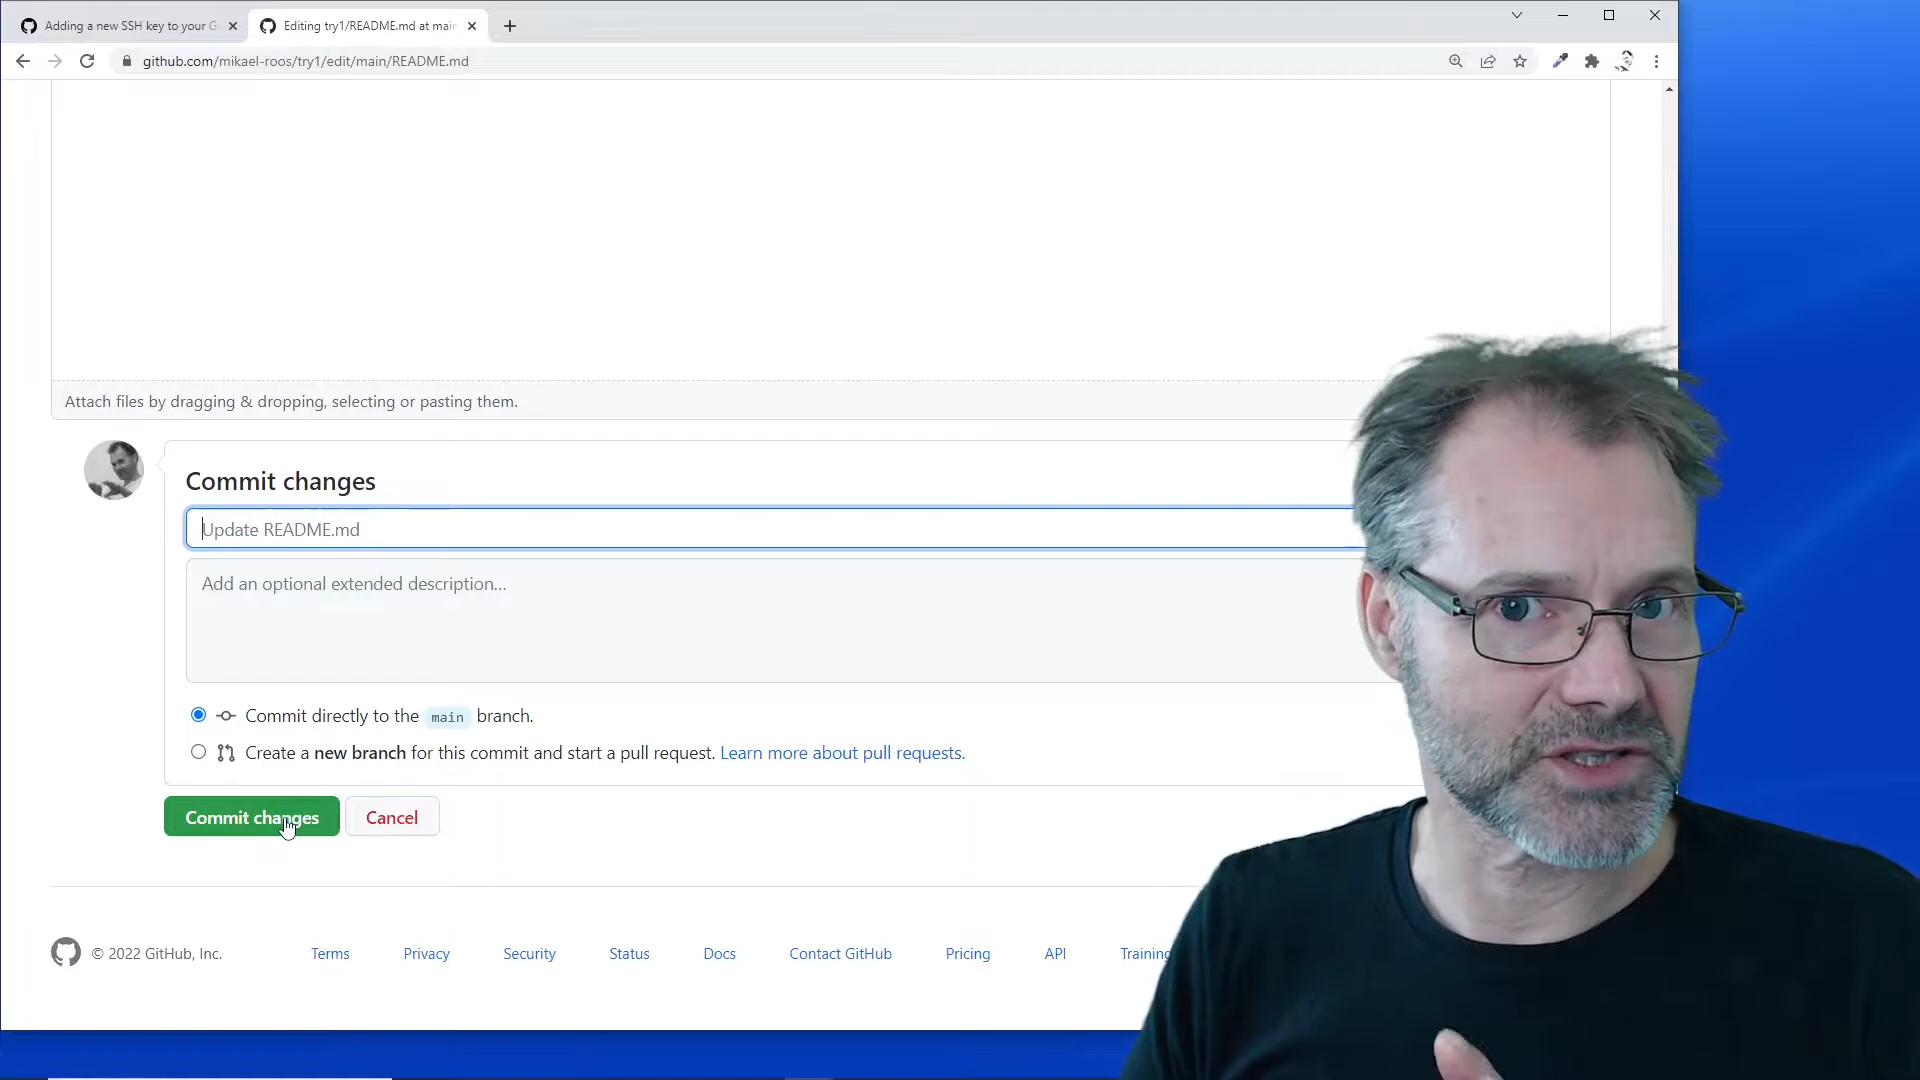 Adding a new SSH key to your G
Editing try1/README.md at main
github.com/mikael-roos/try1/edit/main/README.md
Attach files by dragging & dropping, selecting or pasting them.
Commit changes
Update README.md
Add an optional extended description...
Commit directly to the main branch.
Create a new branch for this commit and start a pull request. Learn more about pull requests.
Commit changes
Cancel
© 2022 GitHub, Inc.
Terms
Privacy
Security
Status
Docs
Contact GitHub
Pricing
API
Training